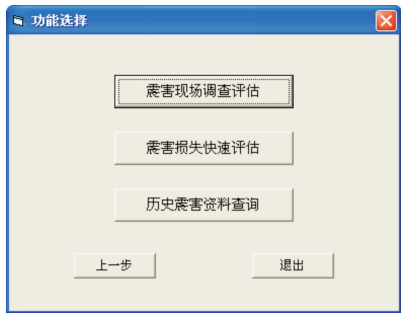 功能选择
震害现场调查评估
震害损失快速评估
历史震害资料查询
上一步
退出